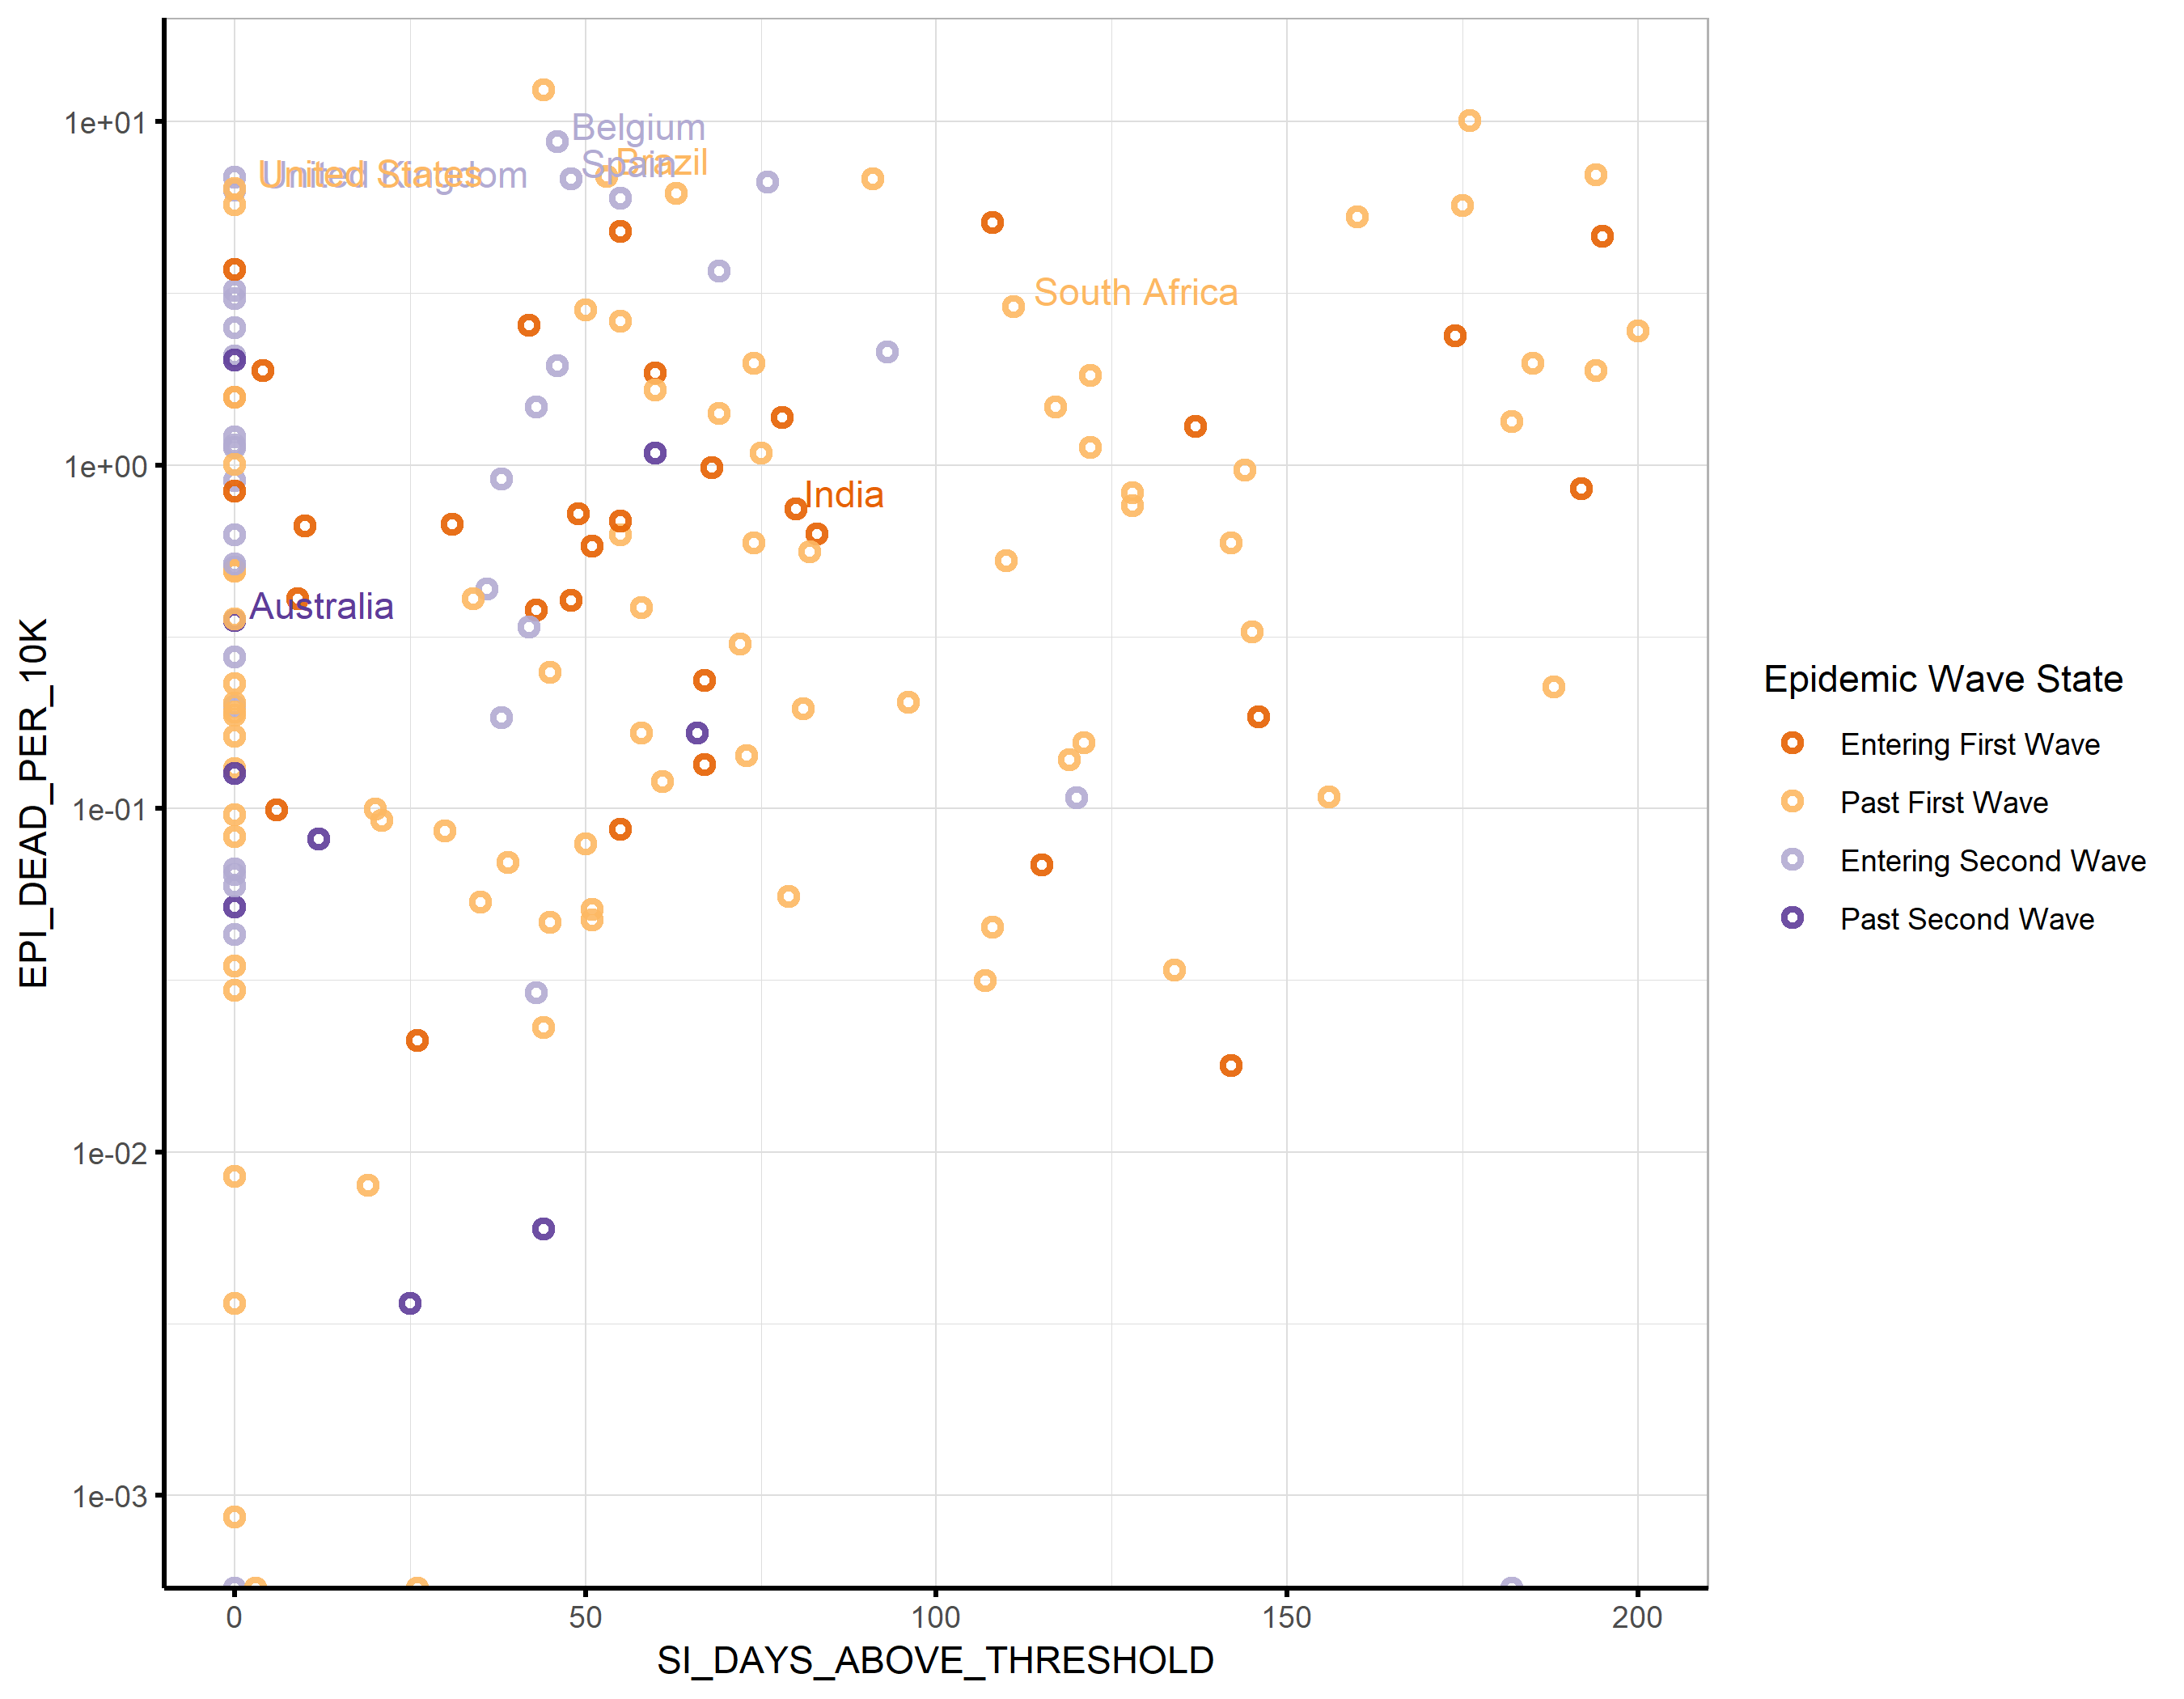 1e+01
1e+00
1e-01
1e-02
1e-03
EPI_DEAD_PER_10K
Belgium
Brazil
Spain
United States
United Kingdom
South Africa
India
Australia
0
50
100
150
200
SI_DAYS_ABOVE_THRESHOLD
Epidemic Wave State
Entering First Wave
Past First Wave
Entering Second Wave
Past Second Wave